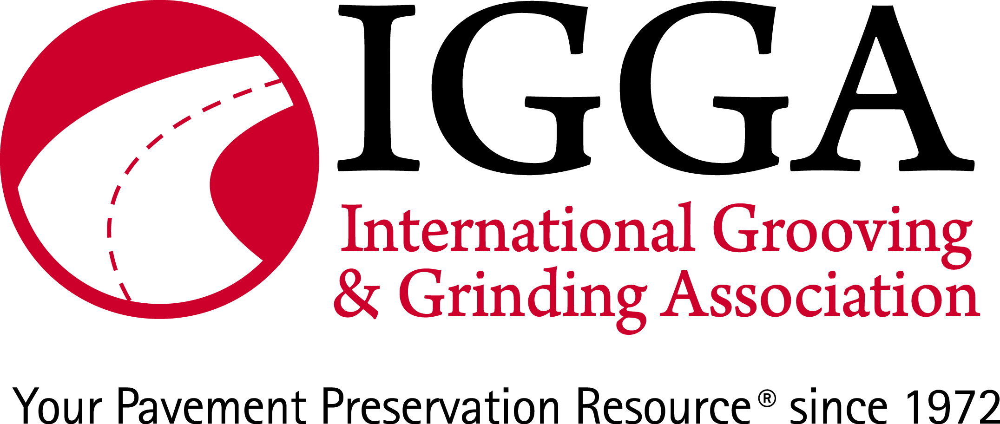 IGGA
International Grooving
& Grinding Association
Your Pavement Preservation Resource® since 1972